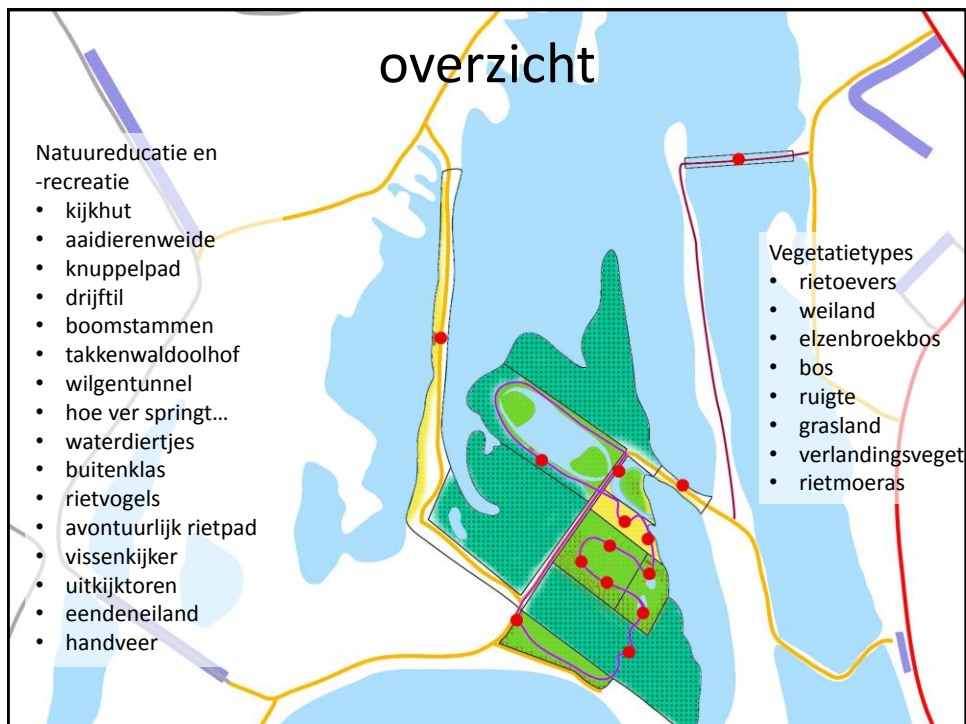 overzicht
Natuureducatie en
-recreatie
• kijkhut
• aaidierenweide
• knuppelpad
• drijftil
• boomstammen
• takkenwaldoolhof
• wilgentunnel
• hoe ver springt...
• waterdiertjes
• buitenklas
• rietvogels
• avontuurlijk rietpad
• vissenkijker
• uitkijktoren
• eendeneiland
• handveer
Vegetatietypes
• rietoevers
• weiland
• elzenbroekbos
• bos
• ruigte
• grasland
• verlandingsveget
• rietmoeras